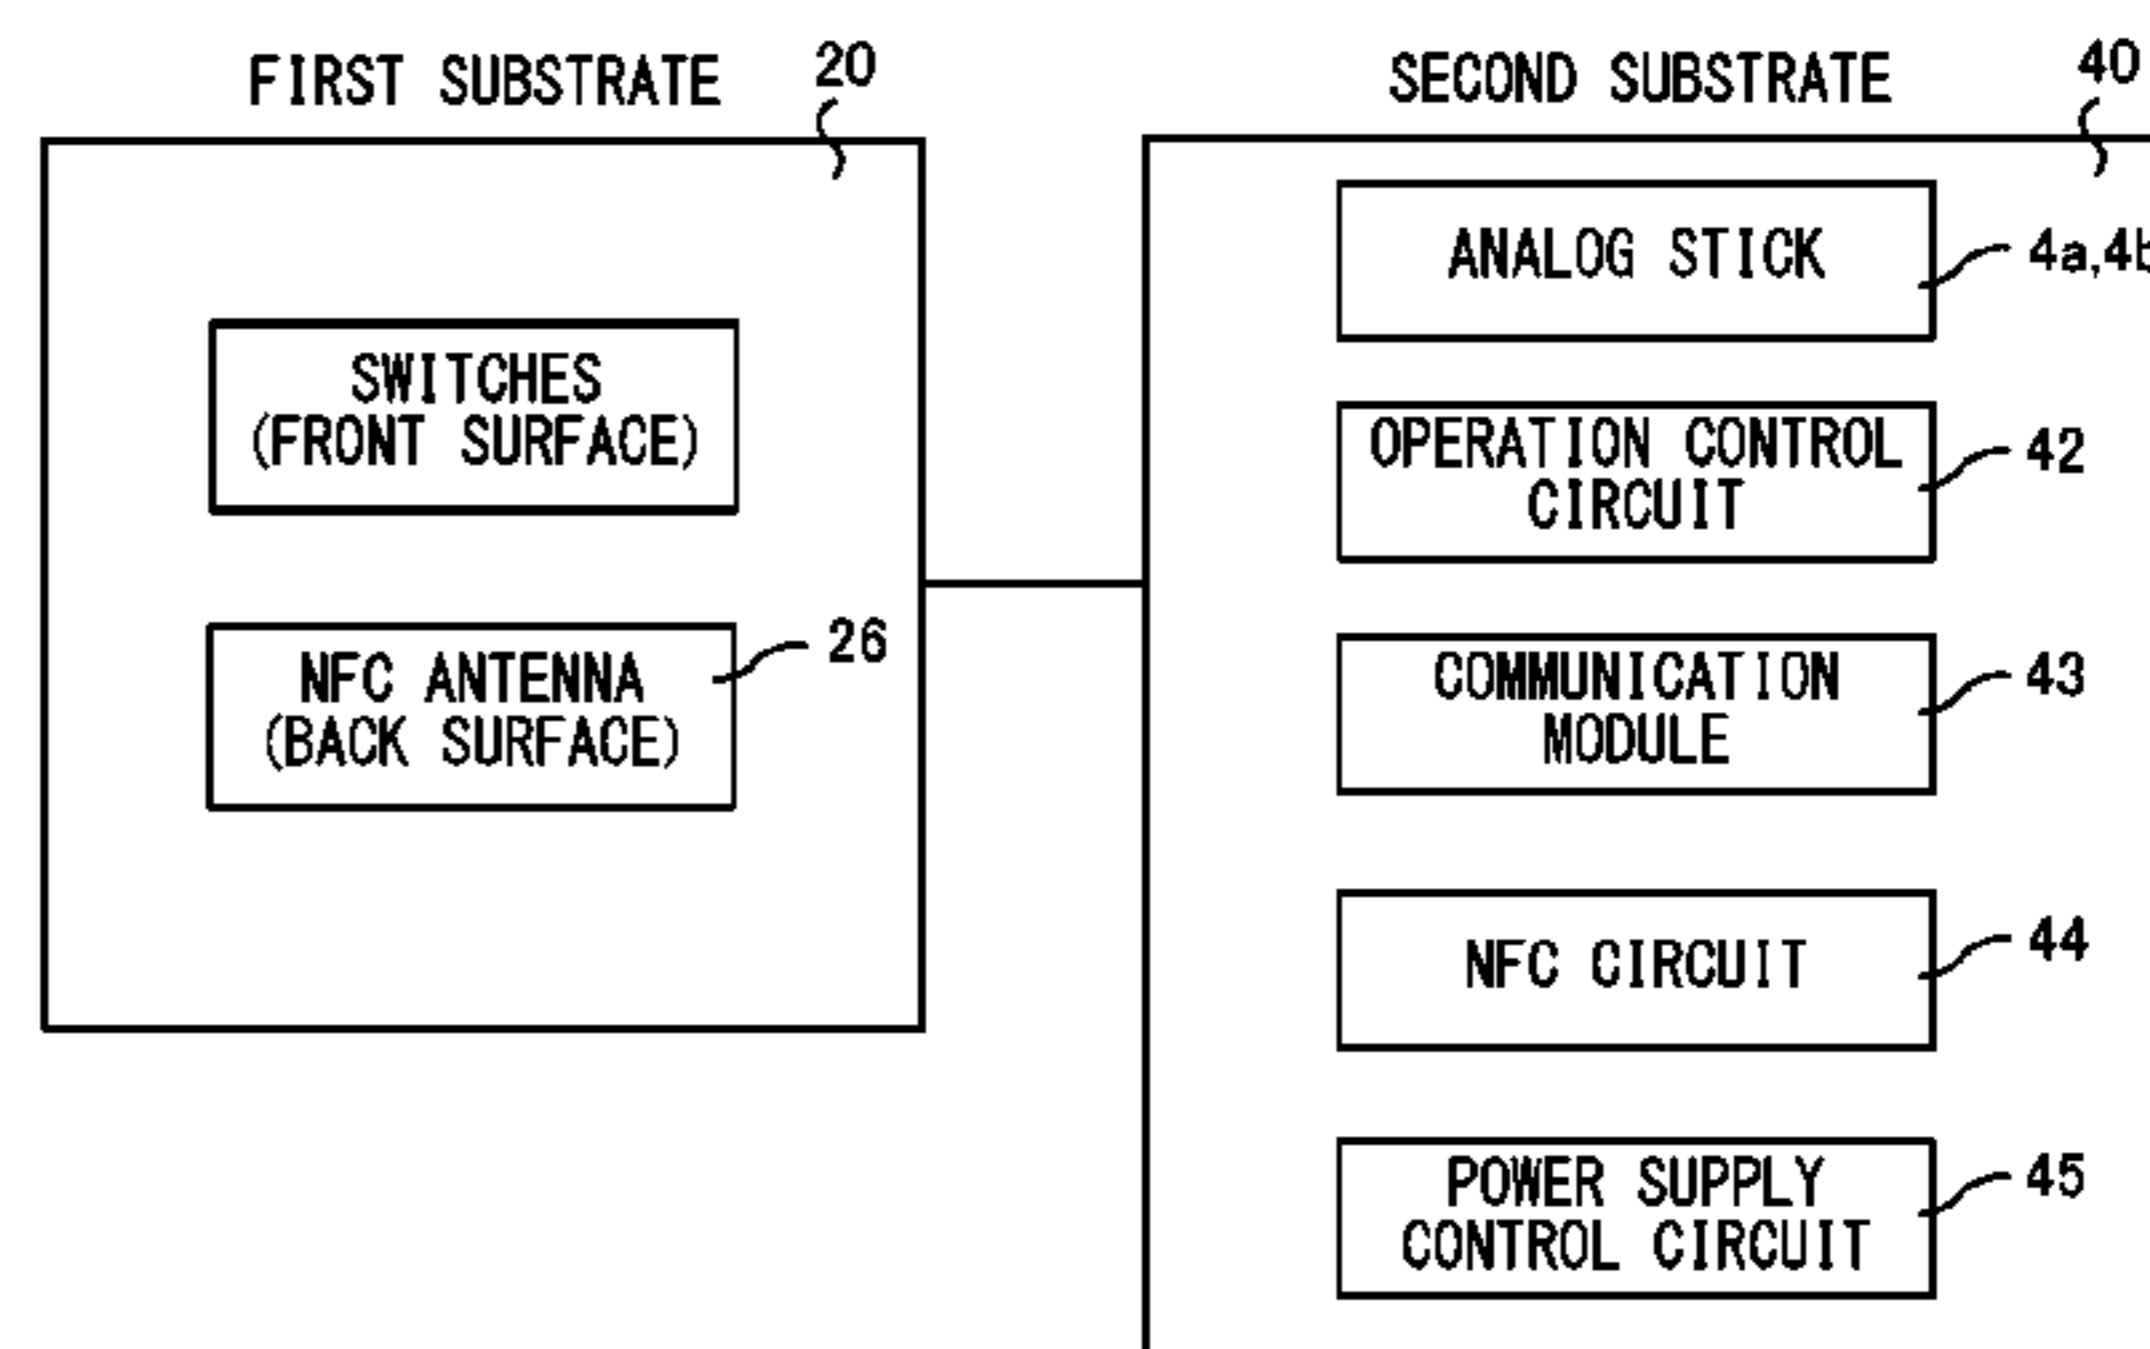 FIRST SUBSTRATE
20
SWITCHES
(FRONT SURFACE)
NFC ANTENNA
(BACK SURFACE)
26
SECOND SUBSTRATE
40
ANALOG STICK
4a,4b
OPERATION CONTROL
CIRCUIT
42
COMMUNICATION
MODULE
43
NFC CIRCUIT
44
POWER SUPPLY
CONTROL CIRCUIT
45